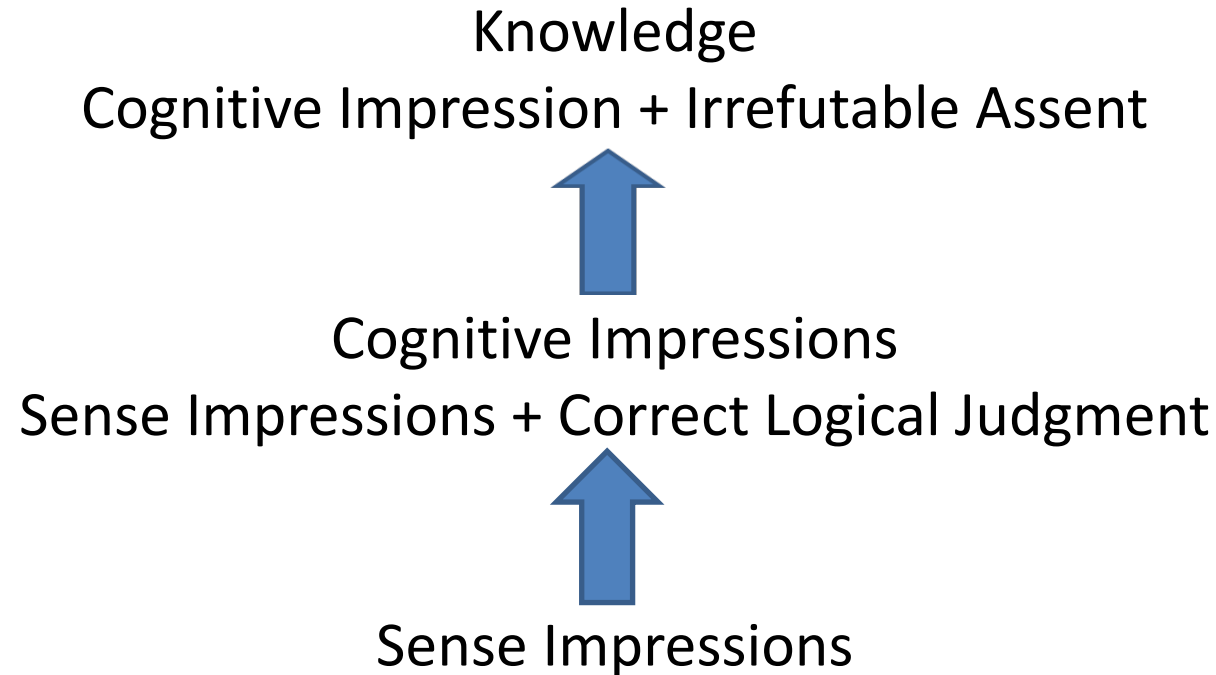 Knowledge
Cognitive Impression + Irrefutable Assent
Cognitive Impressions
Sense Impressions + Correct Logical Judgment
Sense Impressions